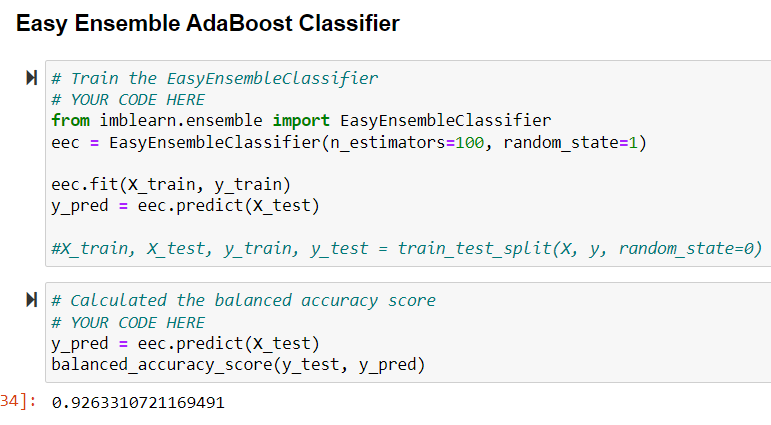 Easy Ensemble AdaBoost Classifier
# Train the EasyEnsembleClassifier
# YOUR CODE HERE
from imblearn.ensemble import EasyEnsembleClassifier
eec = EasyEnsembleClassifier(n_estimators=100, random_state=1)
eec.fit(X_train, y_train)
y_pred = eec.predict(X_test)
#X_train, X_test, y_train, y_test = train_test_split(X, y, random_state=0)
# Calculated the balanced accuracy score
# YOUR CODE HERE
y_pred = eec.predict(X_test)
balanced_accuracy_score(y_test, y_pred)
34]: 0.9263310721169491